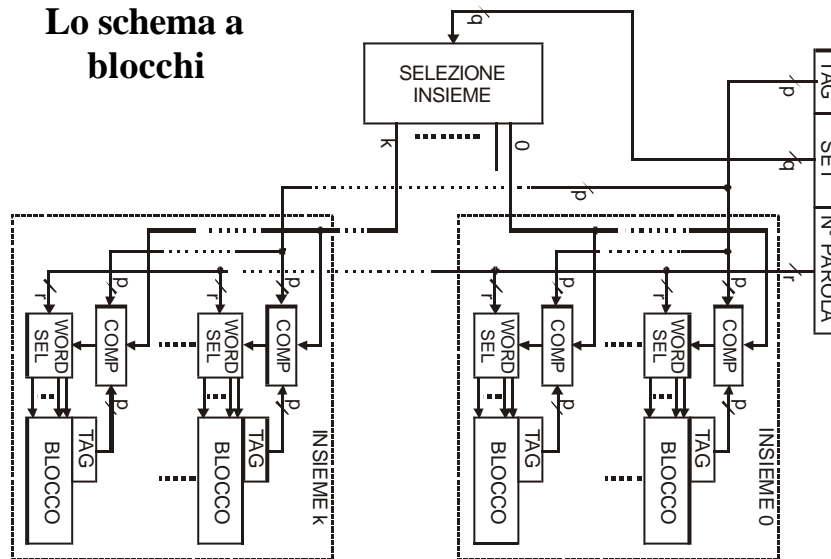 Lo schema a
blocchi
q
SELEZIONE
INSIEME
k
0
p
TAG
p
SET
q
N° PAROLA
r
r
p
r
p
r
p
r
p
WORD
SEL
COMP
WORD
SEL
COMP
WORD
SEL
COMP
WORD
SEL
COMP
p
p
p
p
BLOCCO
TAG
BLOCCO
TAG
INSIEME k
BLOCCO
TAG
BLOCCO
TAG
INSIEME 0